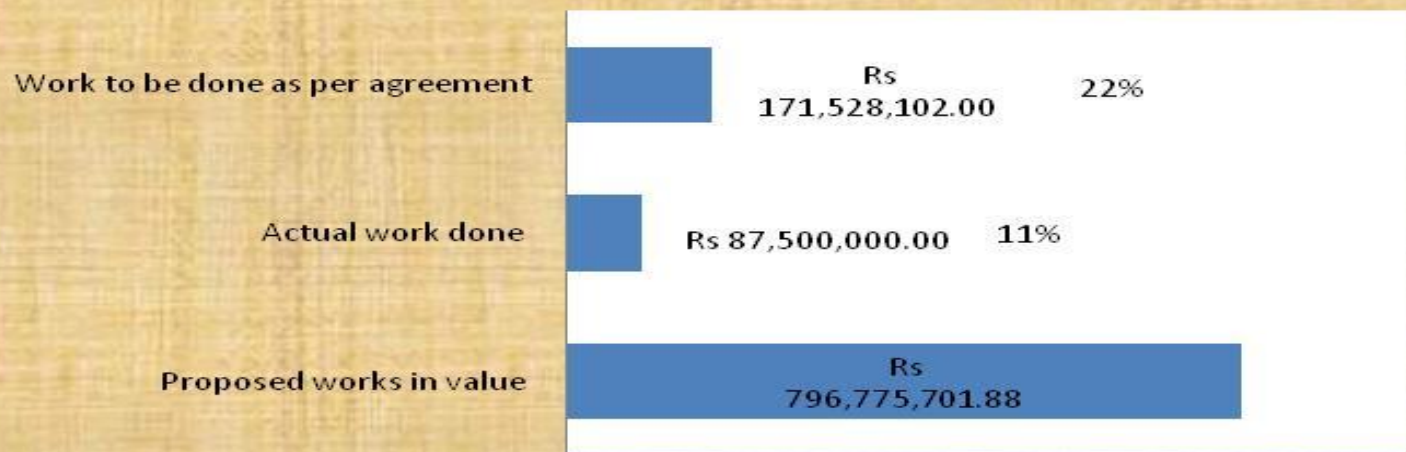 Work to be done as per agreement
Rs
171,528,102.00
22%
Actual work done
Rs 87,500,000.00
11%
Proposed works in value
Rs
796,775,701.88